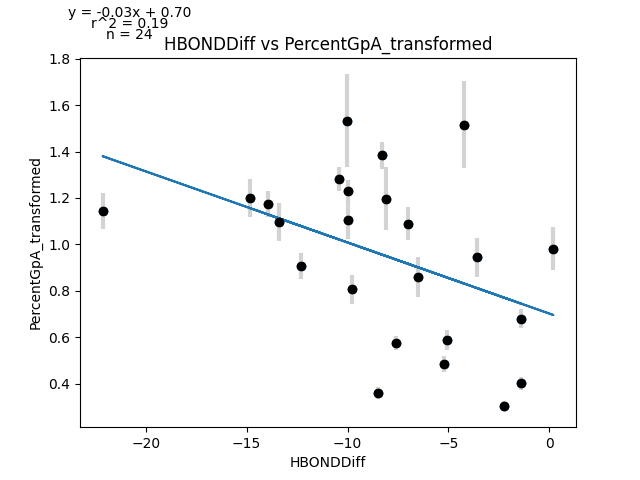 y = -0.03x + 0.70
r^2 = 0.19
n = 24
HBONDDiff vs PercentGpA_transformed
1.8
1.6
1.4
1.2
1.0
0.8
0.6
0.4
PercentGpA_transformed
−20
−15
−10
−5
0
HBONDDiff